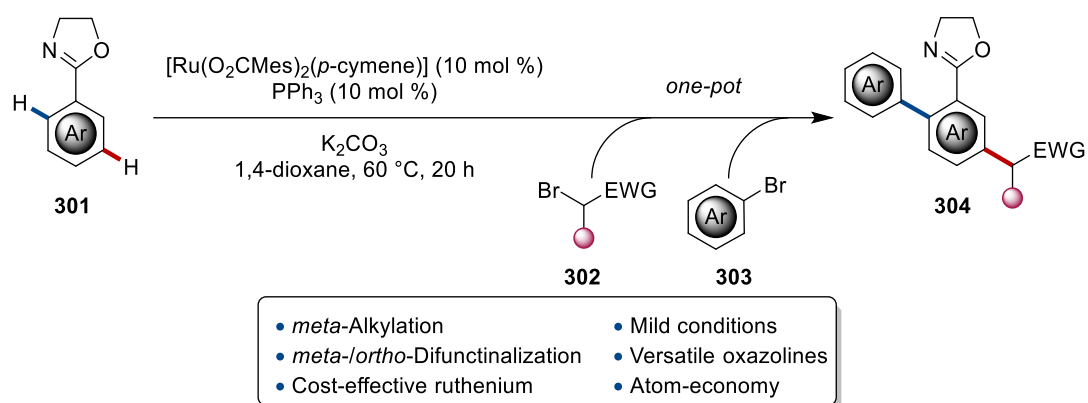 N
O
H
Ar
H
301
[Ru(O2CMes)2(p-cymene)] (10 mol %)
PPh3 (10 mol %)
K2CO3
1,4-dioxane, 60 °C, 20 h
one-pot
Br
EWG
302
Br
Ar
303
N
O
Ar
Ar
EWG
304
• meta-Alkylation
• meta-/ortho-Difunctinalization
• Cost-effective ruthenium
• Mild conditions
• Versatile oxazolines
• Atom-economy